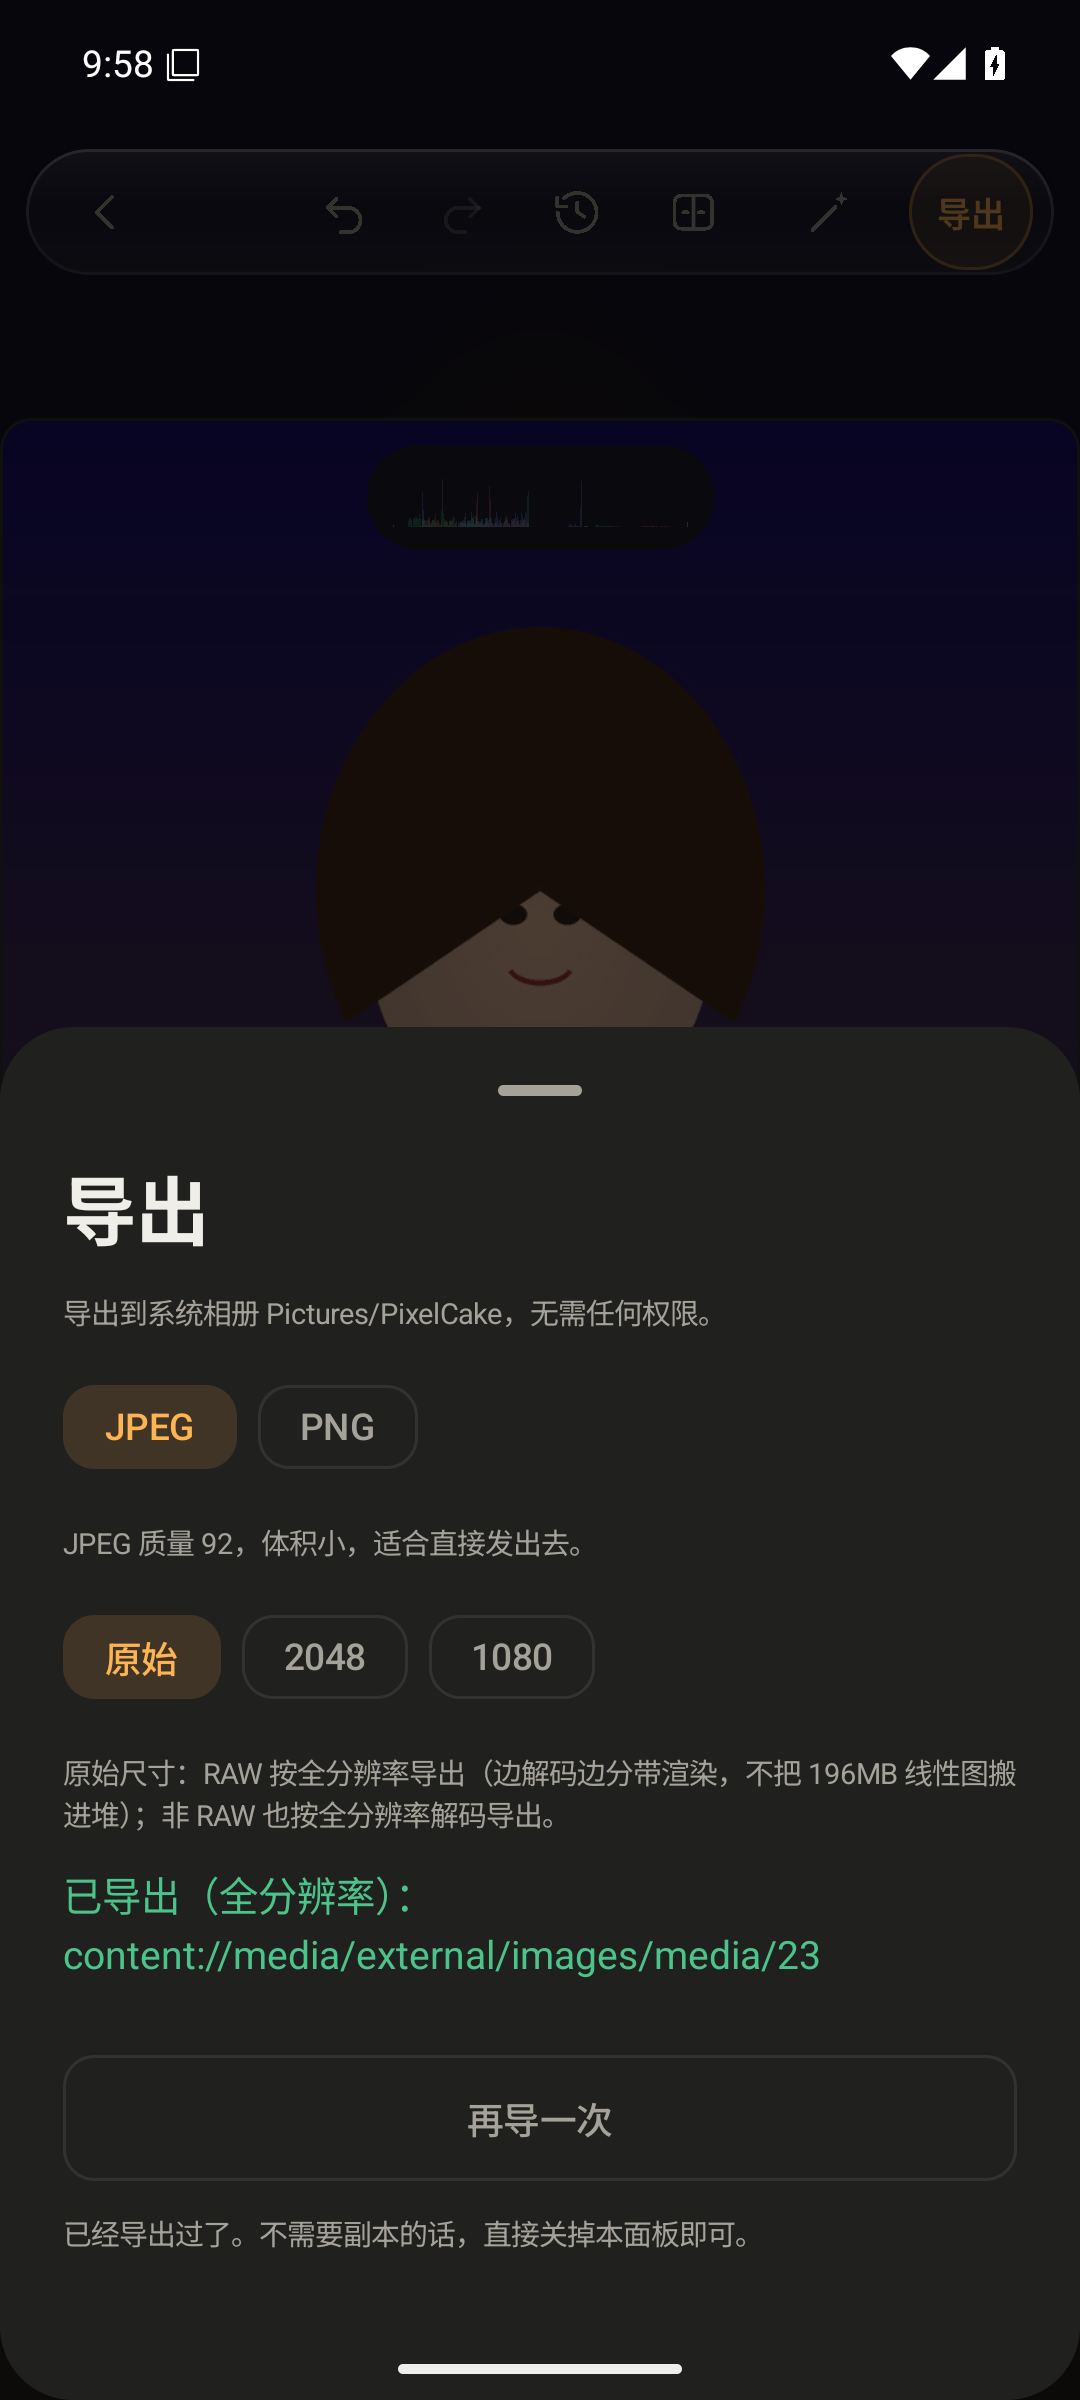 9:58
导出
导出
导出到系统相册 Pictures/PixelCake，无需任何权限。
JPEG
PNG
JPEG 质量 92，体积小，适合直接发出去。
原始
2048
1080
原始尺寸：RAW 按全分辨率导出（边解码边分带渲染，不把 196MB 线性图搬
进堆）；非 RAW 也按全分辨率解码导出。
已导出（全分辨率）：
content://media/external/images/media/23
再导一次
已经导出过了。不需要副本的话，直接关掉本面板即可。